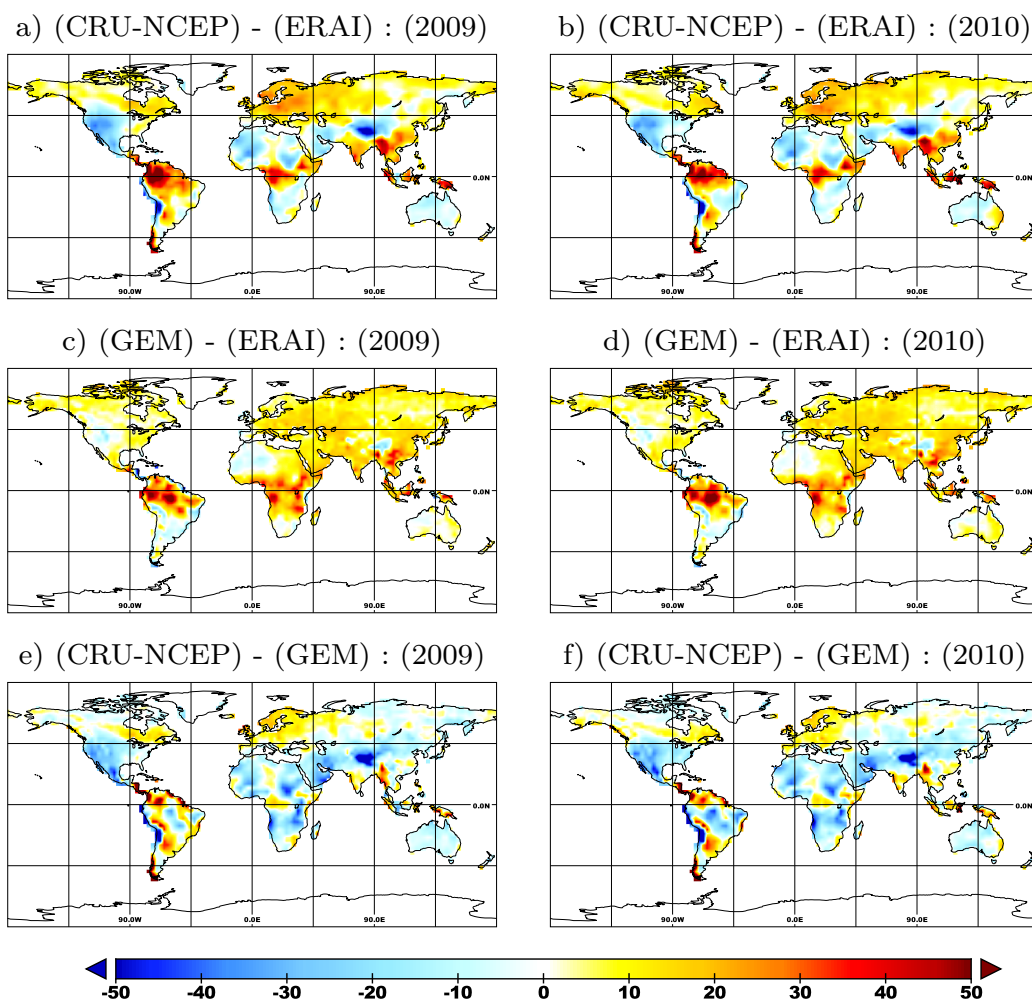 a) (CRU-NCEP) - (ERAI) : (2009)
b) (CRU-NCEP) - (ERAI) : (2010)
0.0N
0.0N
90.0W 0.0E 90.0E
90.0W 0.0E 90.0E
c) (GEM) - (ERAI) : (2009)
d) (GEM) - (ERAI) : (2010)
0.0N
0.0N
90.0W 0.0E 90.0E
90.0W 0.0E 90.0E
e) (CRU-NCEP) - (GEM) : (2009)
f) (CRU-NCEP) - (GEM) : (2010)
0.0N
0.0N
90.0W 0.0E 90.0E
90.0W 0.0E 90.0E
-50 -40 -30 -20 -10 0 10 20 30 40 50